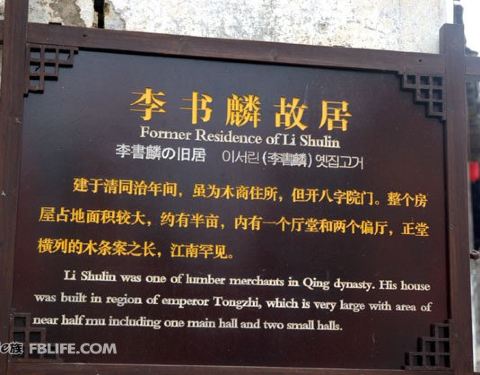 李书麟故居
Former Residence of Li Shulin
李書麟の旧居 이서린(李書麟) 옛집고거
建于清同治年间，虽为木商住所，但开八字院门。整个房
屋占地面积较大，约有半亩，内有一个厅堂和两个偏厅，正堂
横列的木条案之长，江南罕见。
Li Shulin was one of lumber merchants in Qing dynasty. His house
was built in region of emperor Tongzhi, which is very large with area of
near half mu including one main hall and two small halls.
族 FBLIFE.COM